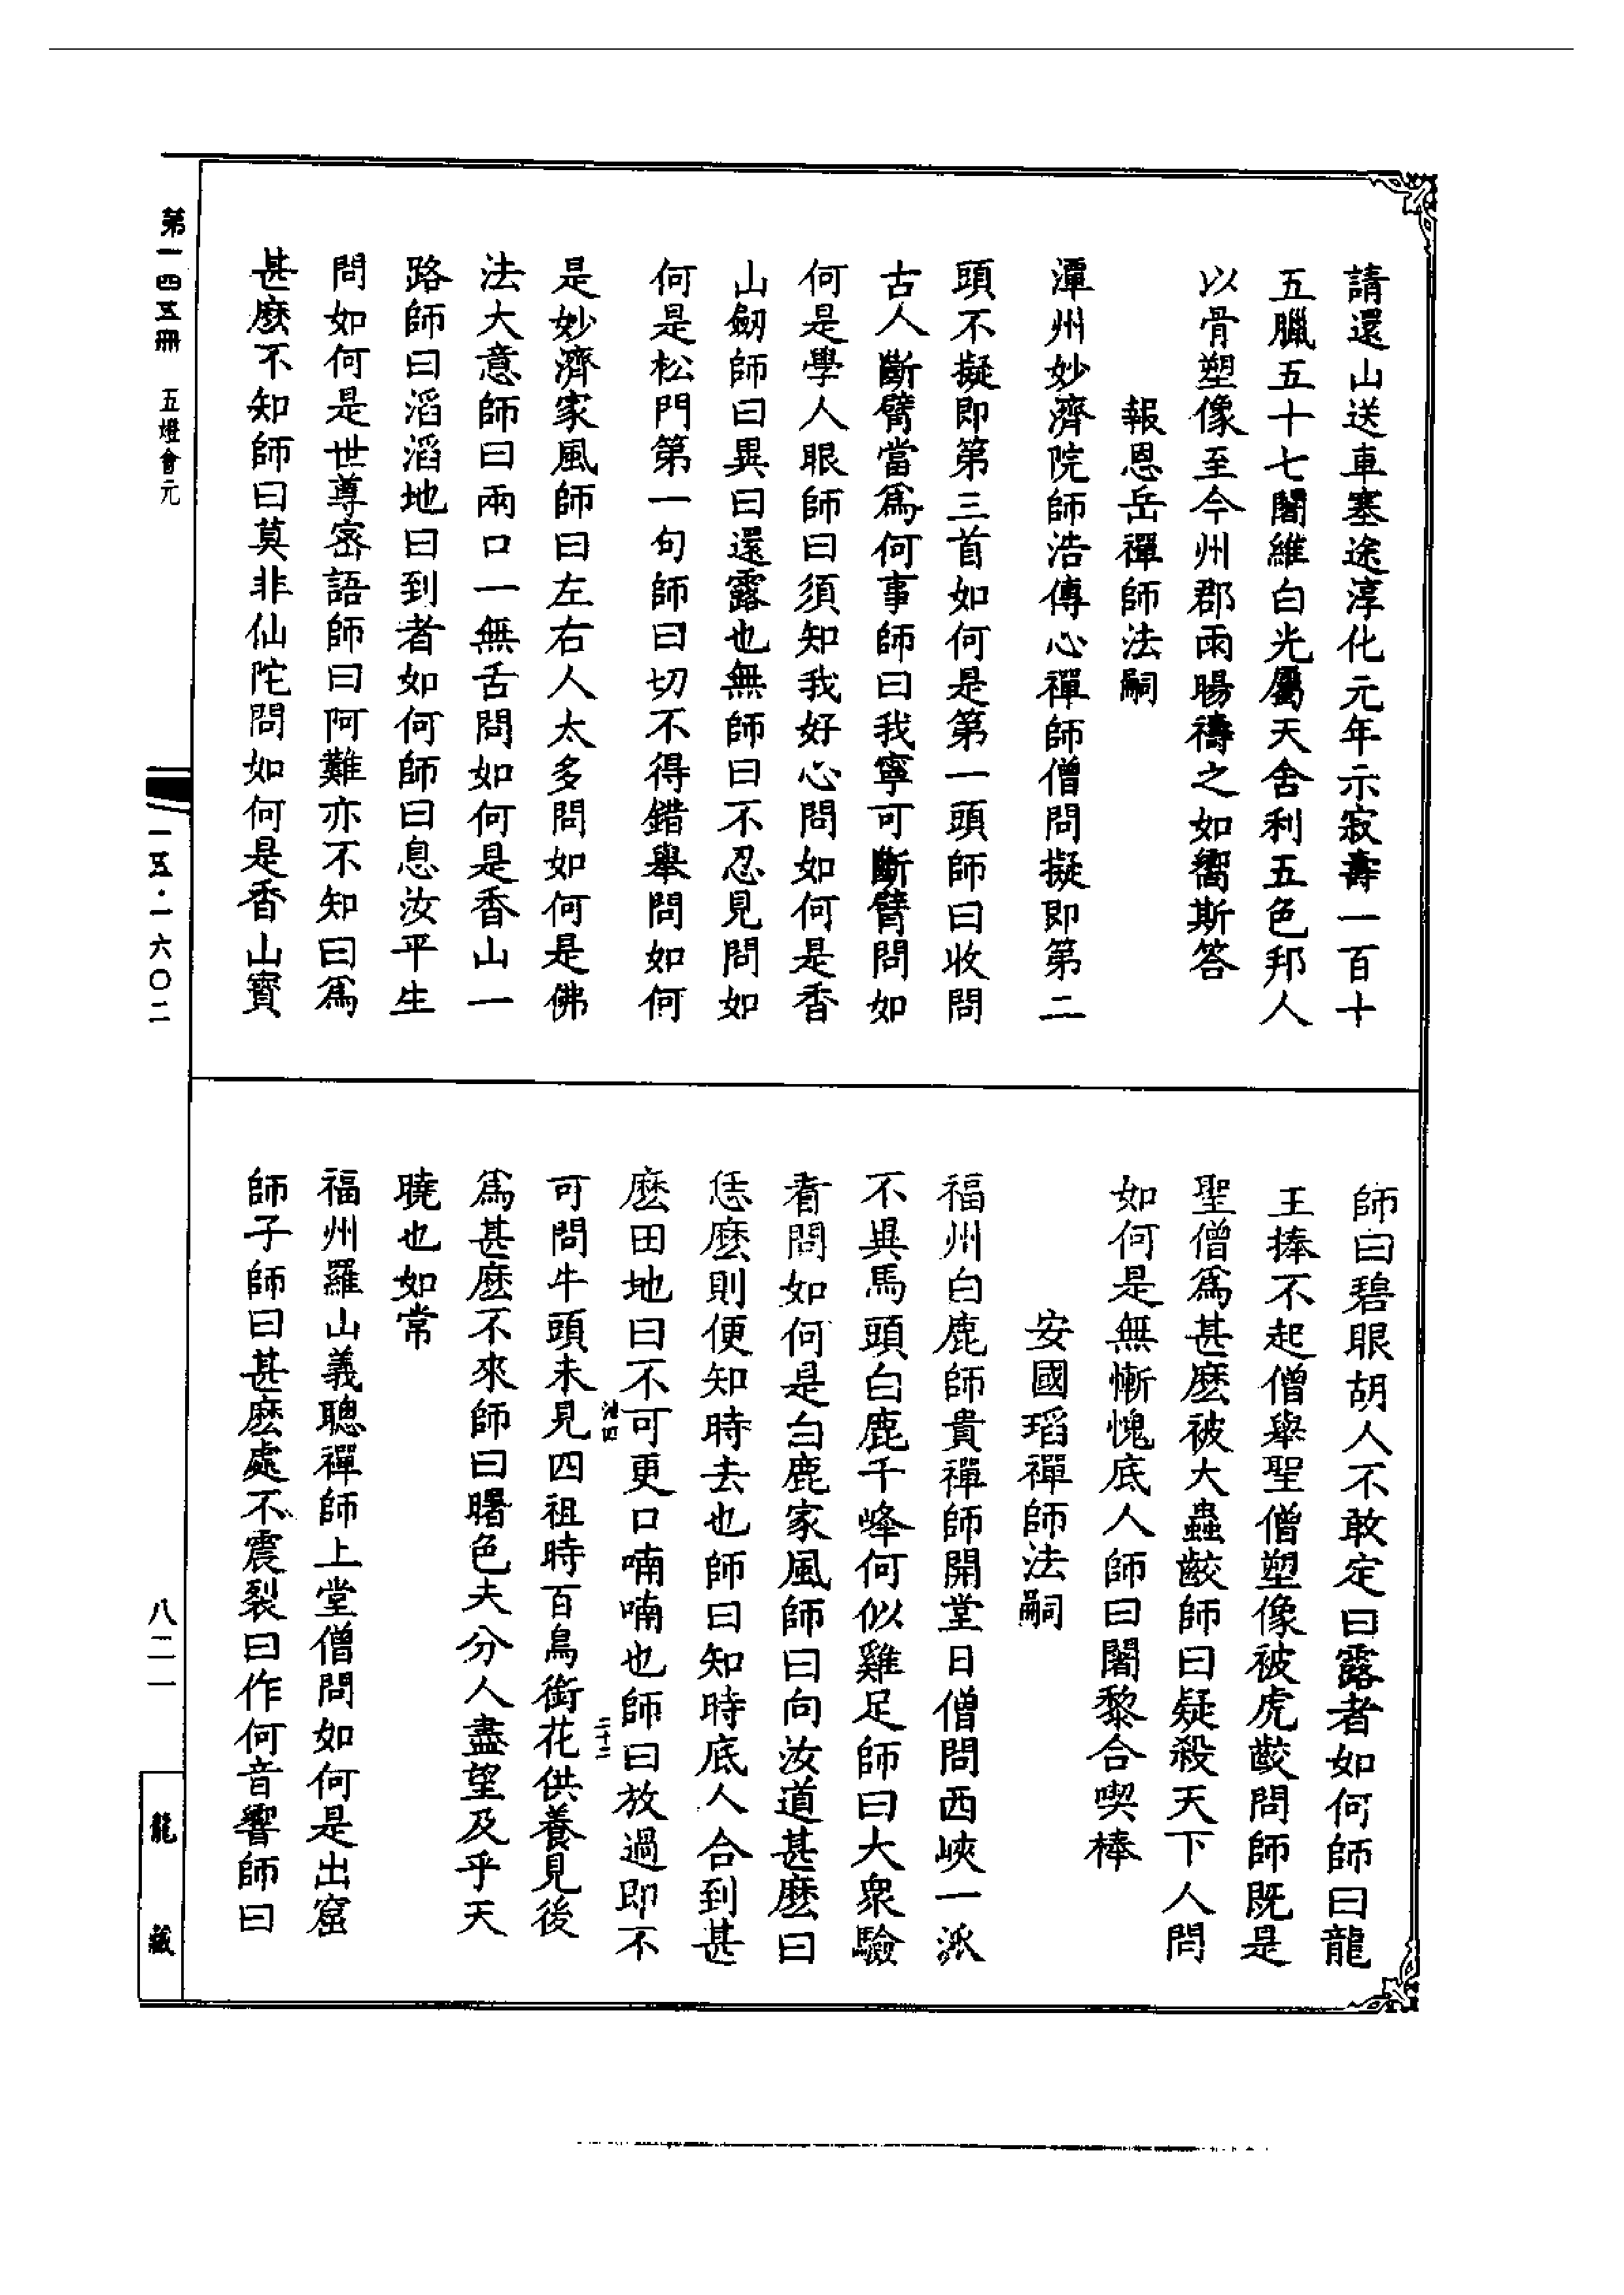 請還山送車塞途淳化元年示寂壽一百十
五臘五十七闍維白光屬天舍利五色邦人
以骨塑像至今州郡雨暘禱之如嚮斯答
報恩岳禪師法嗣
潭州妙濟院師浩傳心禪師僧問擬即第二
頭不擬即第三首如何是第一頭師曰收問
古人斷臂當爲何事師曰我寧可斷臂問如
何是學人眼師曰須知我好心問如何是香
山劒師曰異曰還露也無師曰不忍見問如
何是松門第一句師曰切不得錯舉問如何
是妙濟家風師曰左右人太多問如何是佛
法大意師曰兩口一無舌問如何是香山一
路師曰滔滔地曰到者如何師曰息汝平生
問如何是世尊密語師曰阿難亦不知曰爲
甚麽不知師曰莫非仙陀問如何是香山寳
師曰碧眼胡人不敢定曰露者如何師曰龍
王捧不起僧舉聖僧塑像被虎齩問師既是
聖僧爲甚麽被大蟲齩師曰疑殺天下人問
如何是無慚愧底人師曰闍黎合喫棒
安國瑫禪師法嗣
福州白鹿師貴禪師開堂日僧問西峽一派
不異馬頭白鹿千峰何似雞足師曰大衆驗
看問如何是白鹿家風師曰向汝道甚麽曰
恁麽則便知時去也師曰知時底人合到甚
麽田地曰不可更口喃喃也師曰放過即不
可問牛頭未見四祖時百鳥銜花供養見後
爲甚麽不來師曰曙色未分人盡望及乎天
曉也如常
福州羅山義聰禪師上堂僧問如何是出窟
師子師曰甚麽處不震裂曰作何音響師曰
第一四五冊 五燈會元
一五·一六〇二
八二一
龍藏
二十二